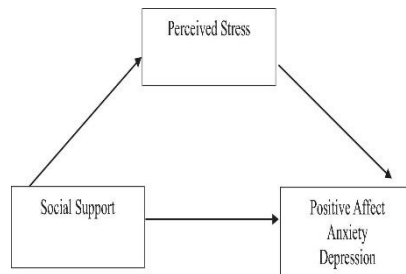 Perceived Stress
Social Support
Positive Affect
Anxiety
Depression